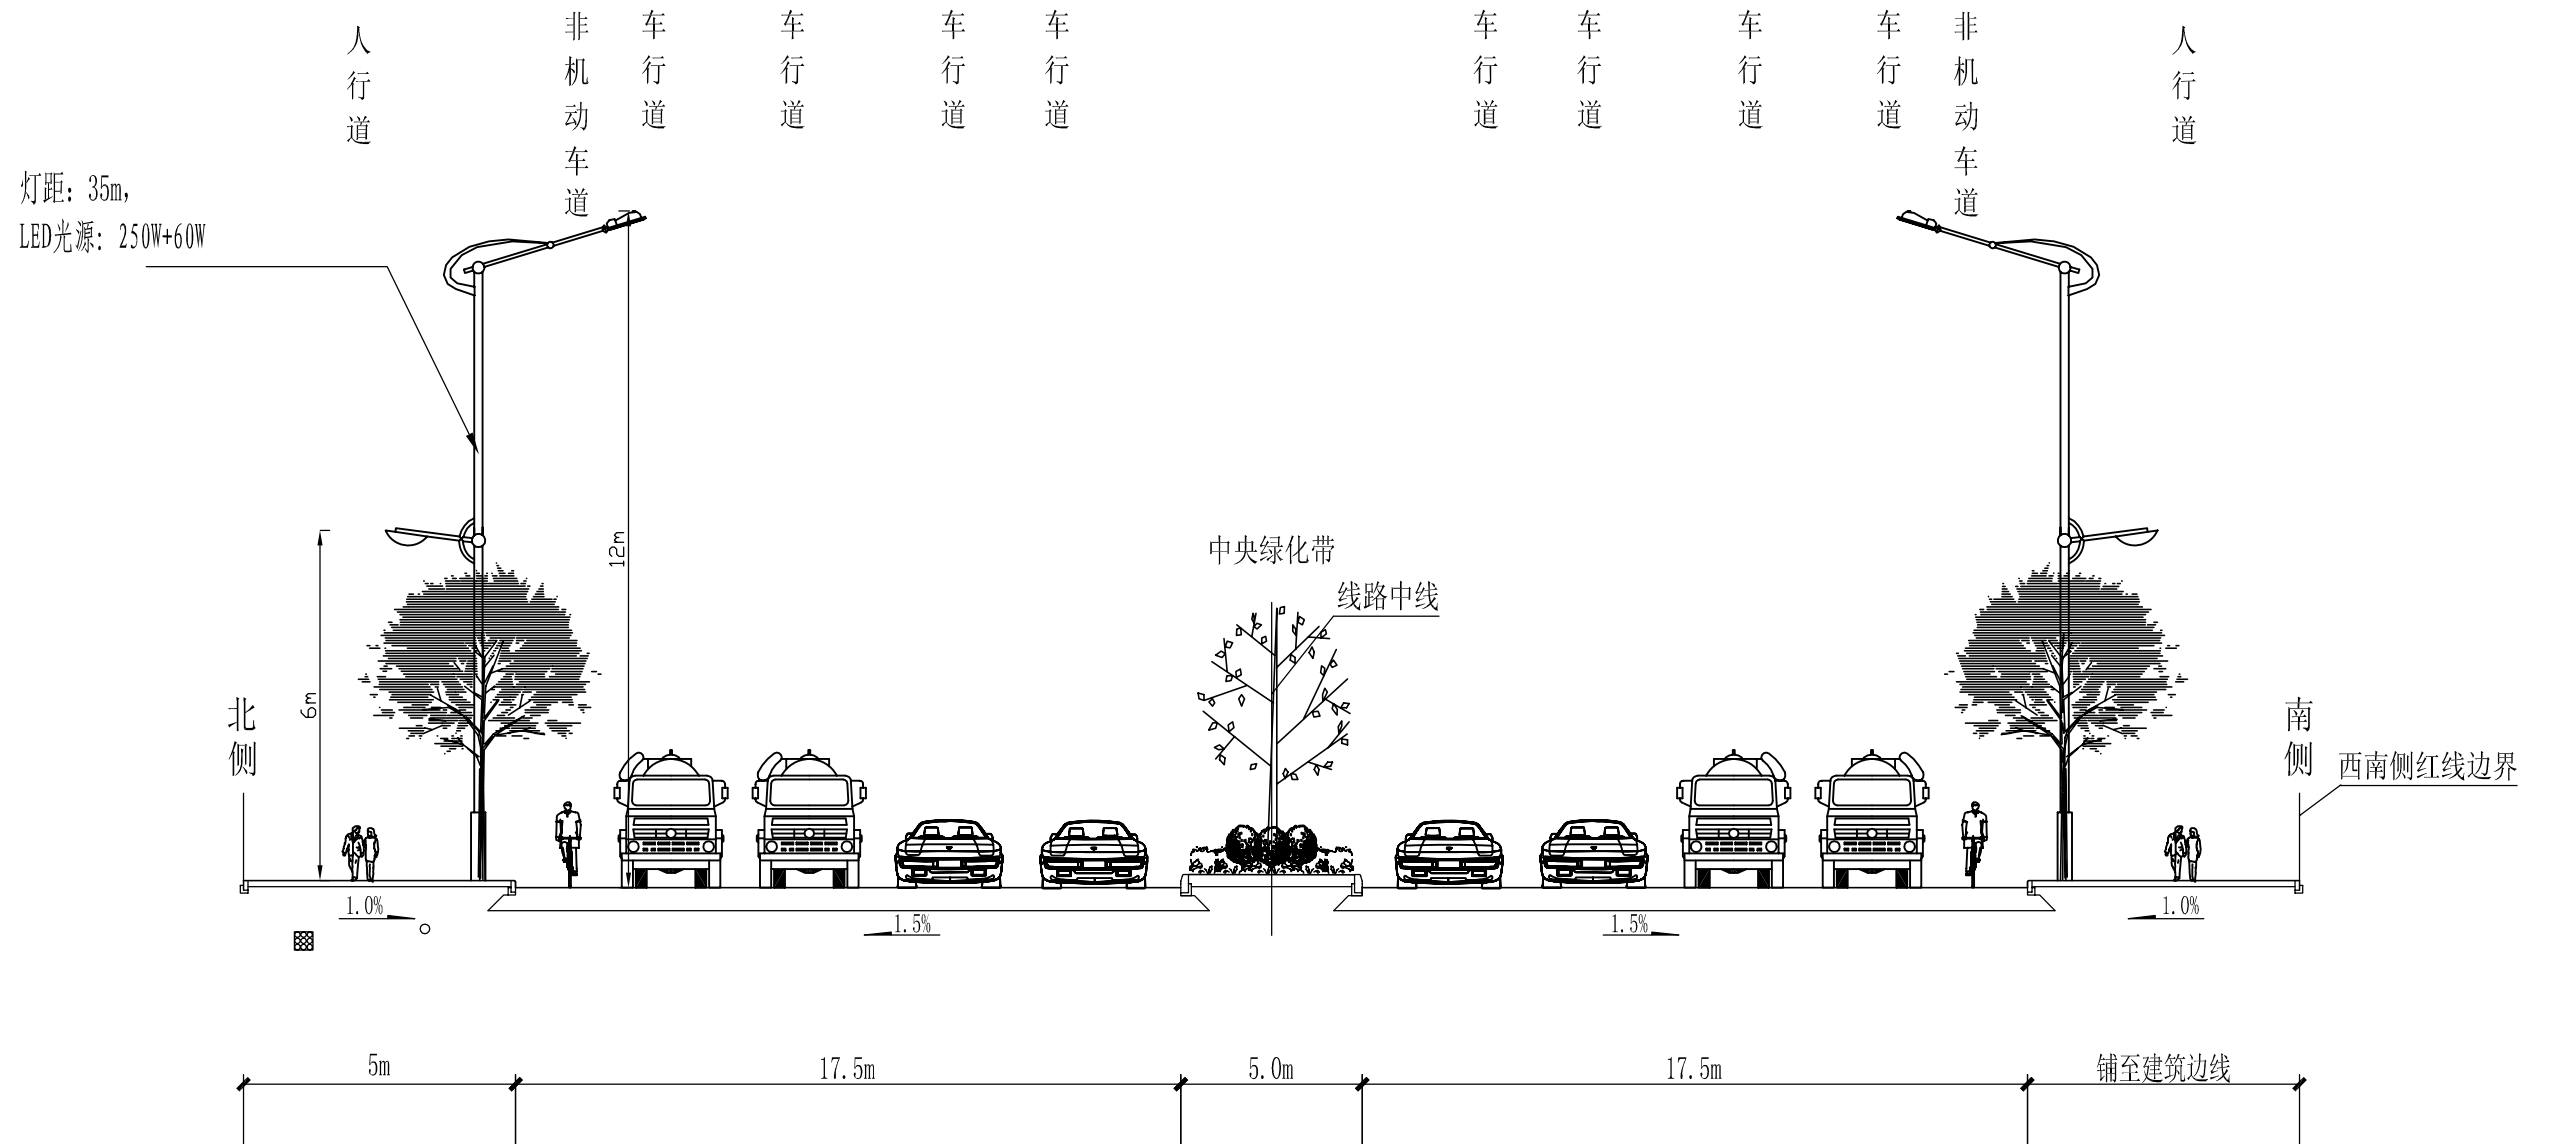 人行道
非机动车道
车行道
车行道
车行道
车行道
车行道
车行道
车行道
车行道
非机动车道
人行道
灯距：35m，
LED光源：250W+60W
12m
中央绿化带
线路中线
6m
北侧
南侧
西南侧红线边界
1.0%
1.5%
1.5%
1.0%
5m
17.5m
5.0m
17.5m
铺至建筑边线